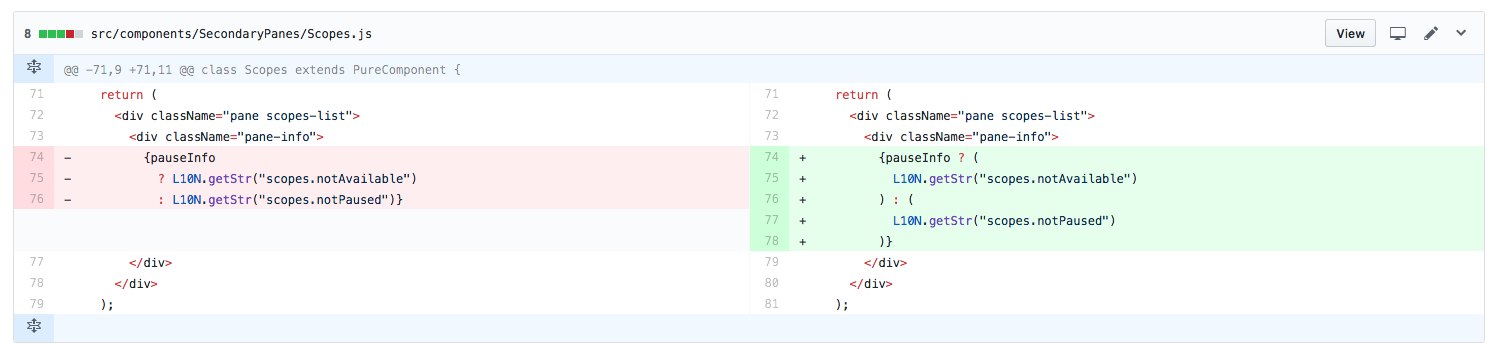 8 src/components/SecondaryPanes/Scopes.js View
@@ -71,9 +71,11 @@ class Scopes extends PureComponent {
71 return (
72 <div className="pane scopes-list">
73 <div className="pane-info">
74 - {pauseInfo
75 - ? L10N.getStr("scopes.notAvailable")
76 - : L10N.getStr("scopes.notPaused")}
77 </div>
78 </div>
79 );
71 return (
72 <div className="pane scopes-list">
73 <div className="pane-info">
74 + {pauseInfo ? (
75 + L10N.getStr("scopes.notAvailable")
76 + ) : (
77 + L10N.getStr("scopes.notPaused")
78 + )}
79 </div>
80 </div>
81 );